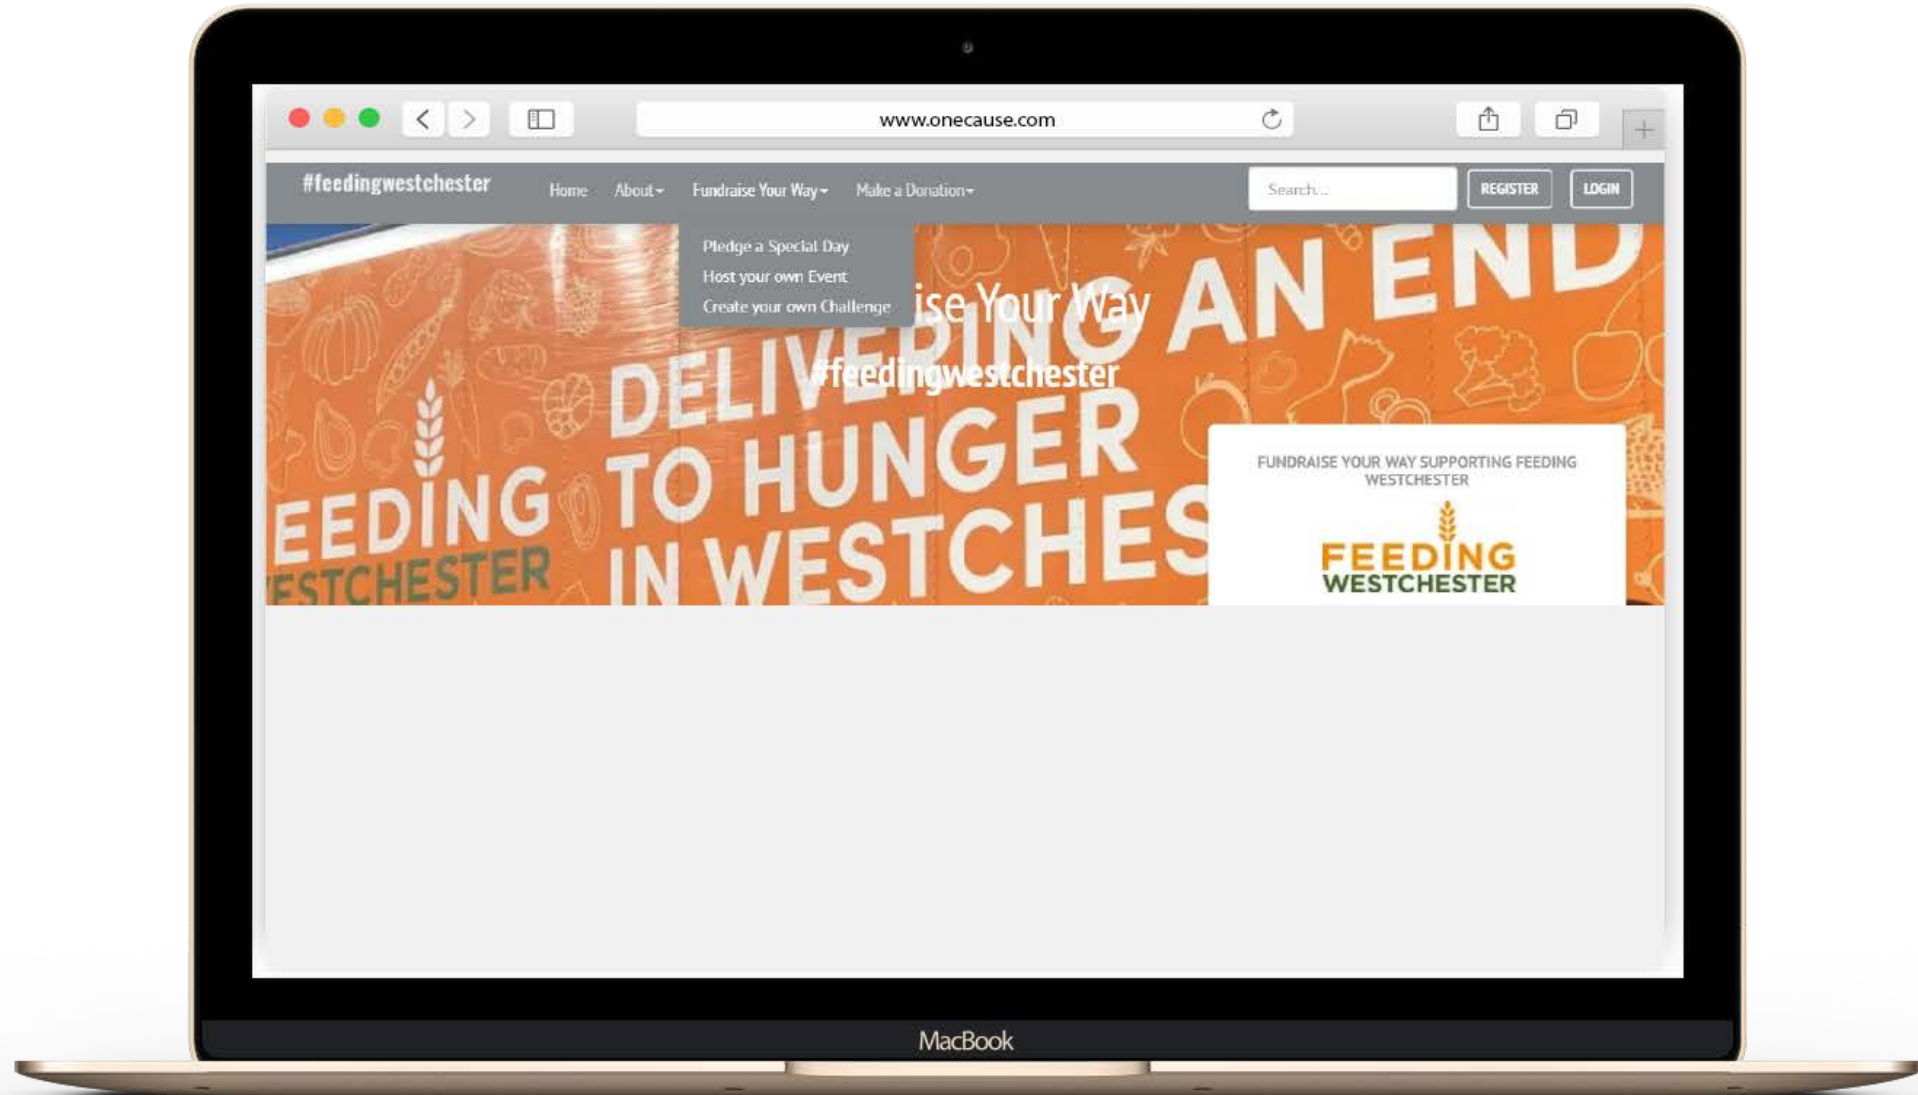 www.onecause.com
#feedingwestchester
Home About Fundraise Your Way Make a Donation
Search...
REGISTER
LOGIN
Pledge a Special Day
Host your own Event
Create your own Challenge
ise Your Way
#feedingwestchester
DELIVERING AN END
TO HUNGER
IN WESTCHES
EEDING
ESTCHESTER
FUNDRAISE YOUR WAY SUPPORTING FEEDING
WESTCHESTER
FEEDING
WESTCHESTER
MacBook